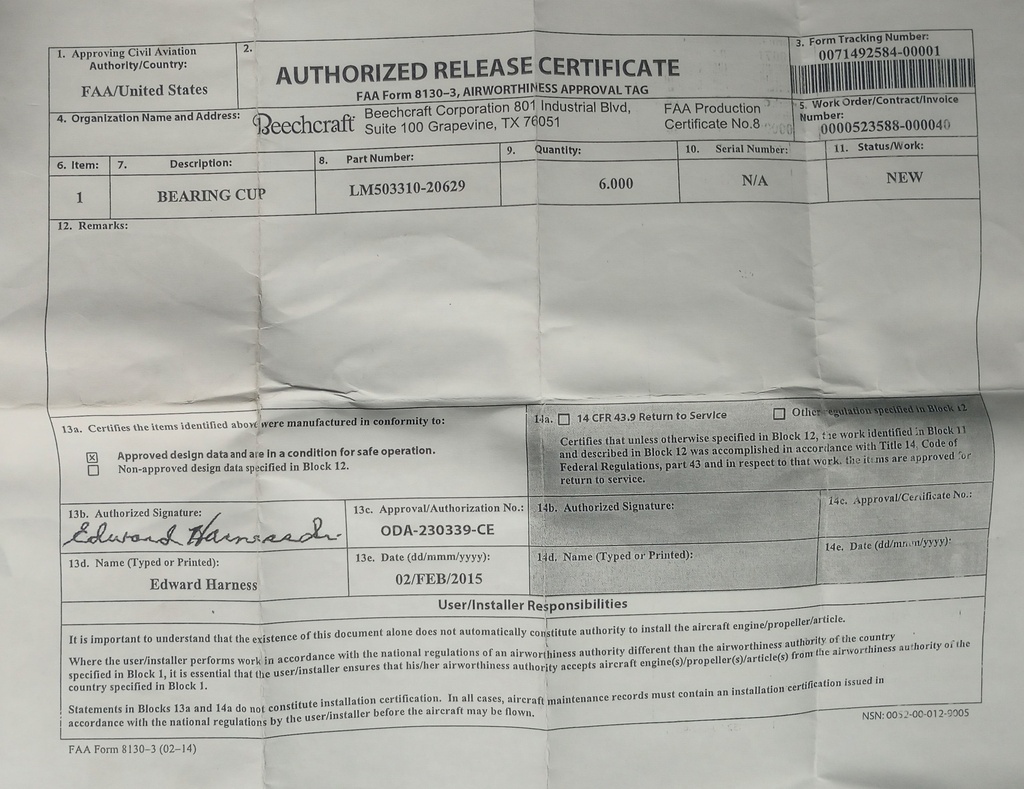 1. Approving Civil Aviation
Authority/Country:
FAA/United States
2.
AUTHORIZED RELEASE CERTIFICATE
FAA Form 8130–3, AIRWORTHINESS APPROVAL TAG
3. Form Tracking Number:
0071492584-00001
4. Organization Name and Address:
Beechcraft
Beechcraft Corporation 801 Industrial Blvd,
Suite 100 Grapevine, TX 76051
FAA Production
Certificate No.8
5. Work Order/Contract/Invoice
Number:
0000523588-000040
6. Item:
7. Description:
8. Part Number:
9. Quantity:
10. Serial Number:
11. Status/Work:
1
BEARING CUP
LM503310-20629
6.000
N/A
NEW
12. Remarks:
13a. Certifies the items identified above were manufactured in conformity to:
Approved design data and are in a condition for safe operation.
Non-approved design data specified in Block 12.
14a. 14 CFR 43.9 Return to Service
Other regulation specified in Block 12
Certifies that unless otherwise specified in Block 12, the work identified in Block 11
and described in Block 12 was accomplished in accordance with Title 14, Code of
Federal Regulations, part 43 and in respect to that work, the items are approved for
return to service.
13b. Authorized Signature:
Edward Harness
13c. Approval/Authorization No.:
ODA-230339-CE
14b. Authorized Signature:
14c. Approval/Certificate No.:
13d. Name (Typed or Printed):
Edward Harness
13e. Date (dd/mmm/yyyy):
02/FEB/2015
14d. Name (Typed or Printed):
14e. Date (dd/mmm/yyyy):
User/Installer Responsibilities
It is important to understand that the existence of this document alone does not automatically constitute authority to install the aircraft engine/propeller/article.
Where the user/installer performs work in accordance with the national regulations of an airworthiness authority different than the airworthiness authority of the country
specified in Block 1, it is essential that the user/installer ensures that his/her airworthiness authority accepts aircraft engine(s)/propeller(s)/article(s) from the airworthiness authority of the
country specified in Block 1.
Statements in Blocks 13a and 14a do not constitute installation certification. In all cases, aircraft maintenance records must contain an installation certification issued in
accordance with the national regulations by the user/installer before the aircraft may be flown.
FAA Form 8130–3 (02–14)
NSN: 0052-00-012-9005